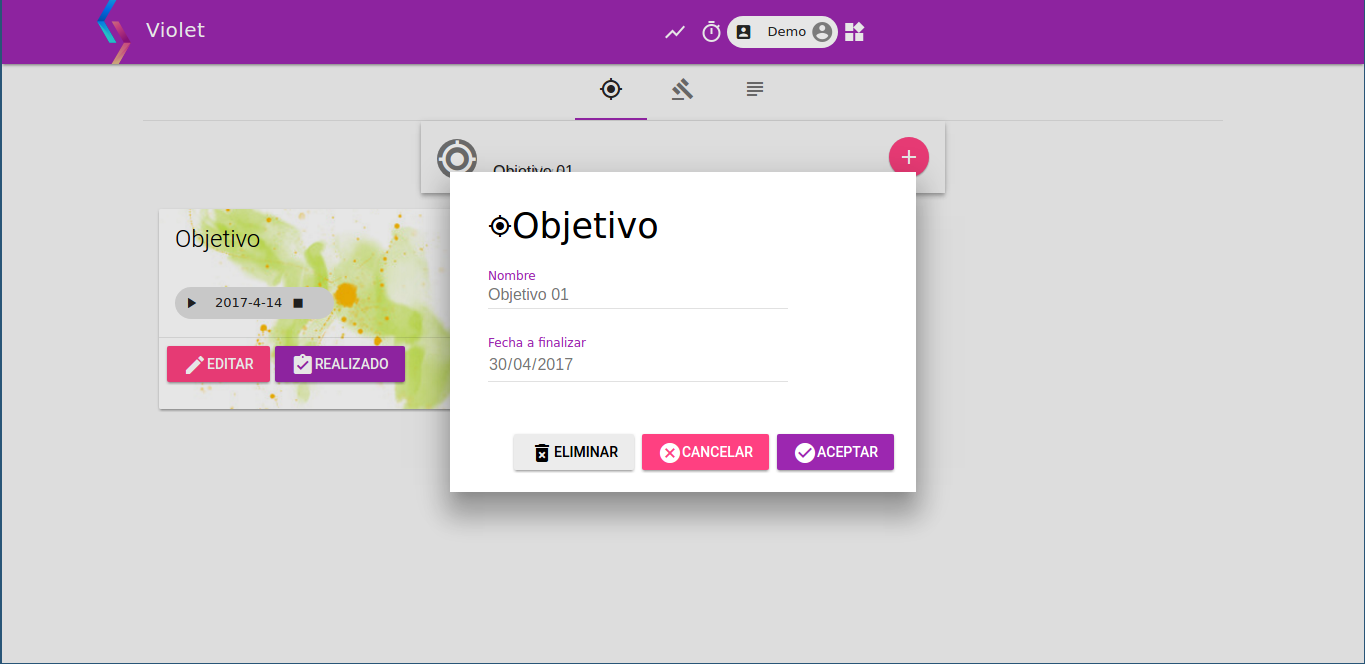 Violet
Demo
Objetivo 01
Objetivo
2017-4-14
EDITAR
REALIZADO
Objetivo
Nombre
Objetivo 01
Fecha a finalizar
30/04/2017
ELIMINAR
CANCELAR
ACEPTAR